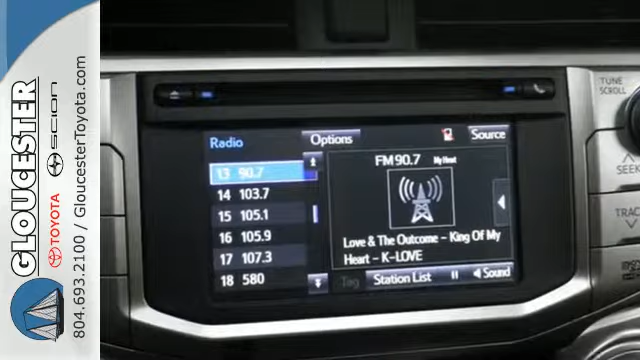 GLOUCESTER
TOYOTA SCION
804.693.2100 / GloucesterToyota.com
Radio
Options
Source
FM 90.7 My Heart
13 90.7
14 103.7
15 105.1
16 105.9
17 107.3
18 580
Love & The Outcome – King Of My
Heart – K-LOVE
Tag
Station List
Sound
TUNE
SCROLL
SEEK
TRAC